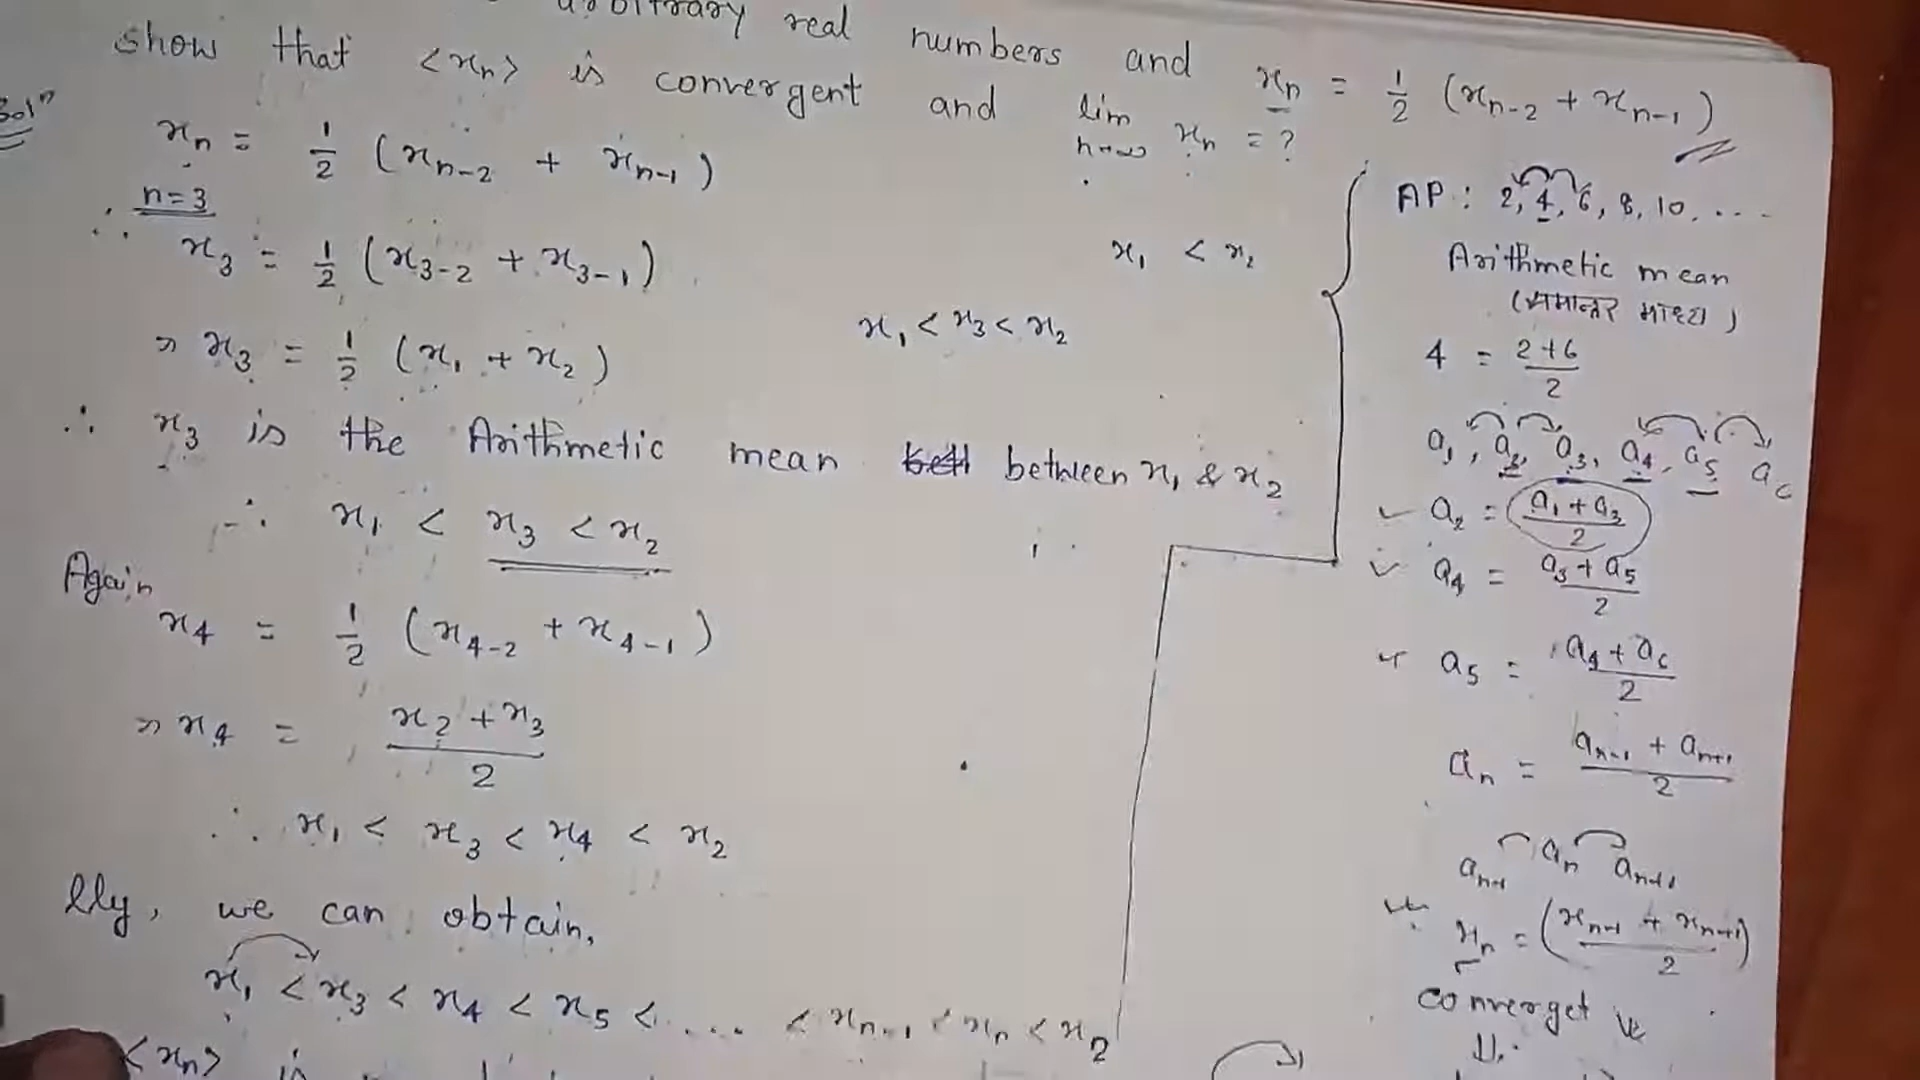 arbitrary real numbers and xₙ = 1/2 (xₙ₋₂ + xₙ₋₁)
show that <xₙ> is convergent and lim n→∞ xₙ = ?
Solⁿ
xₙ = 1/2 (xₙ₋₂ + xₙ₋₁)
n=3
∴ x₃ = 1/2 (x₃₋₂ + x₃₋₁)
x₁ < x₂
⇒ x₃ = 1/2 (x₁ + x₂)
x₁ < x₃ < x₂
∴ x₃ is the Arithmetic mean between x₁ & x₂
∴ x₁ < x₃ < x₂
Again
x₄ = 1/2 (x₄₋₂ + x₄₋₁)
⇒ x₄ = (x₂ + x₃)/2
∴ x₁ < x₃ < x₄ < x₂
lly, we can obtain,
x₁ < x₃ < x₄ < x₅ < .... < xₙ₋₁ < xₙ < x₂
<xₙ> is
AP : 2, 4, 6, 8, 10, ....
Arithmetic mean
(समान्तर माध्य)
4 = (2+6)/2
a₁, a₂, a₃, a₄, a₅ a₆
a₂ = (a₁ + a₃)/2
a₄ = (a₃ + a₅)/2
a₅ = (a₄ + a₆)/2
aₙ = (aₙ₋₁ + aₙ₊₁)/2
aₙ₋₁ aₙ aₙ₊₁
xₙ = (xₙ₋₁ + xₙ₊₁)/2
converget